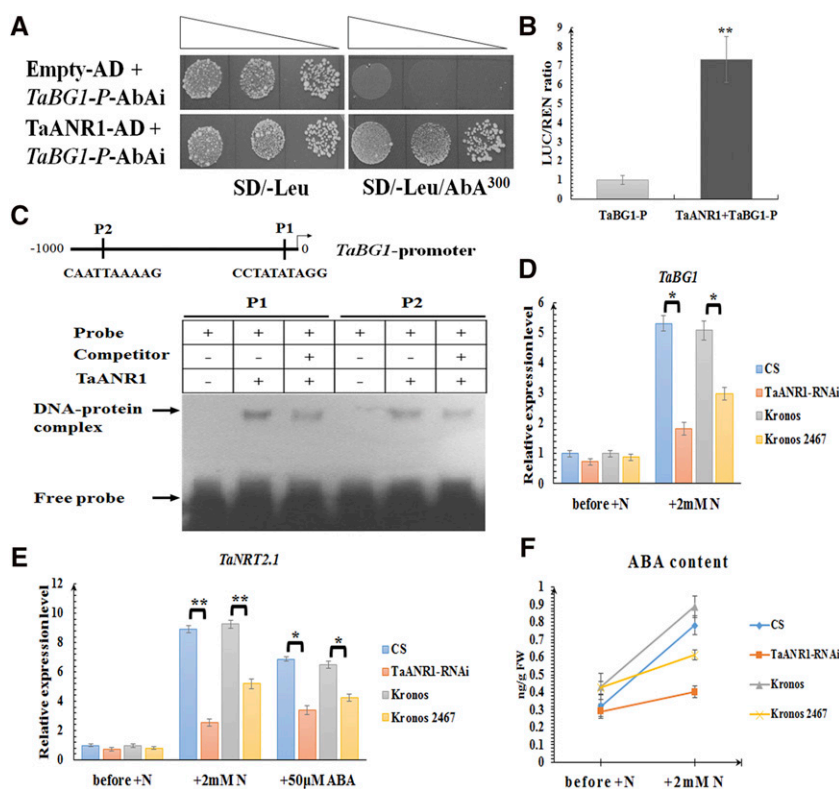 A
Empty-AD +
TaBG1-P-AbAi
TaANR1-AD +
TaBG1-P-AbAi
SD/-Leu
SD/-Leu/AbA300
B
LUC/REN ratio
9
8
7
6
5
4
3
2
1
0
**
TaBG1-P
TaANR1+TaBG1-P
C
P2
P1
-1000
0
TaBG1-promoter
CAATTAAAAG
CCTATATAGG
P1
P2
Probe + + + + + +
Competitor - - + - - +
TaANR1 - + + - + +
DNA-protein
complex
Free probe
D
TaBG1
Relative expression level
6
5
4
3
2
1
0
*
*
before +N
+2mM N
CS
TaANR1-RNAi
Kronos
Kronos 2467
E
TaNRT2.1
Relative expression level
12
10
8
6
4
2
0
**
**
*
*
before +N
+2mM N
+50μM ABA
CS
TaANR1-RNAi
Kronos
Kronos 2467
F
ABA content
ng/g FW
1
0.9
0.8
0.7
0.6
0.5
0.4
0.3
0.2
0.1
0
before +N
+2mM N
CS
TaANR1-RNAi
Kronos
Kronos 2467